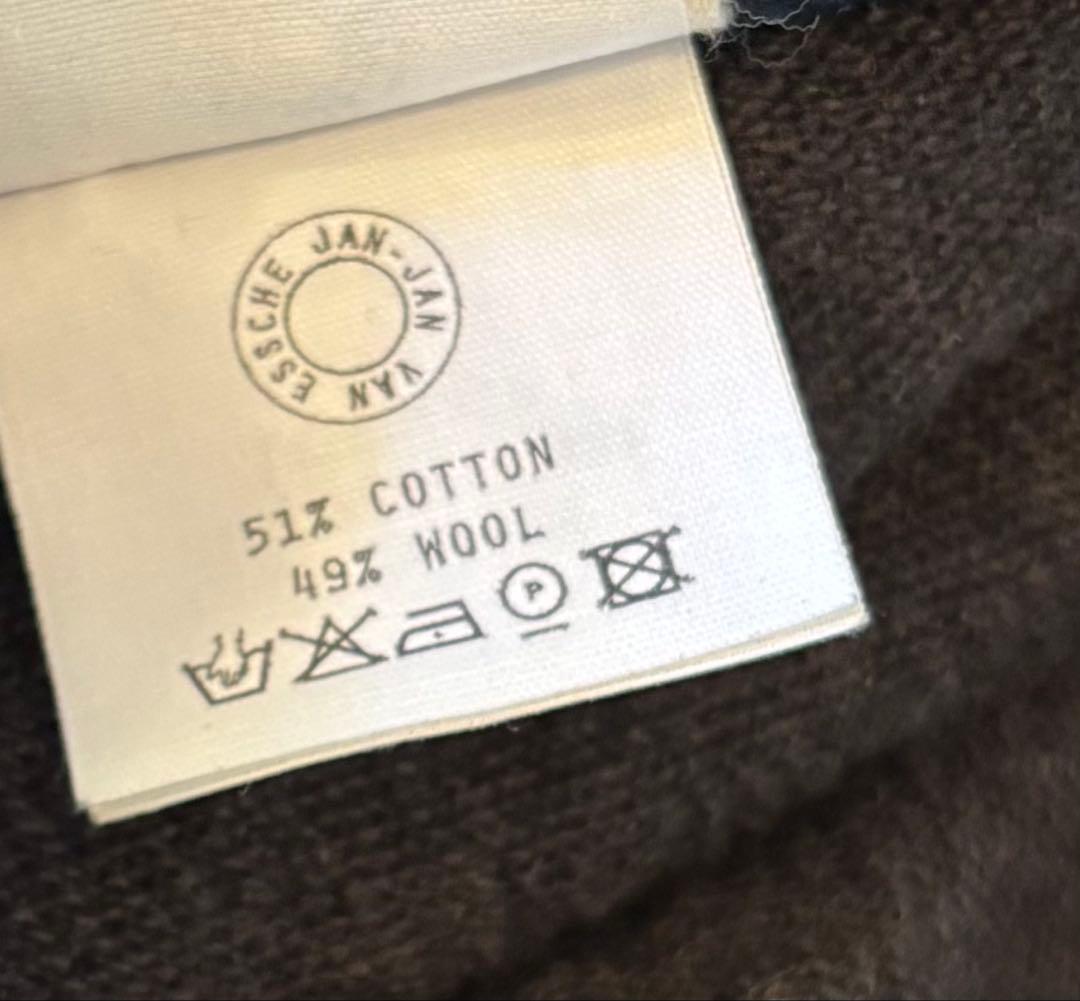 JAN-JAN VAN ESSCHE
51% COTTON
49% WOOL
P